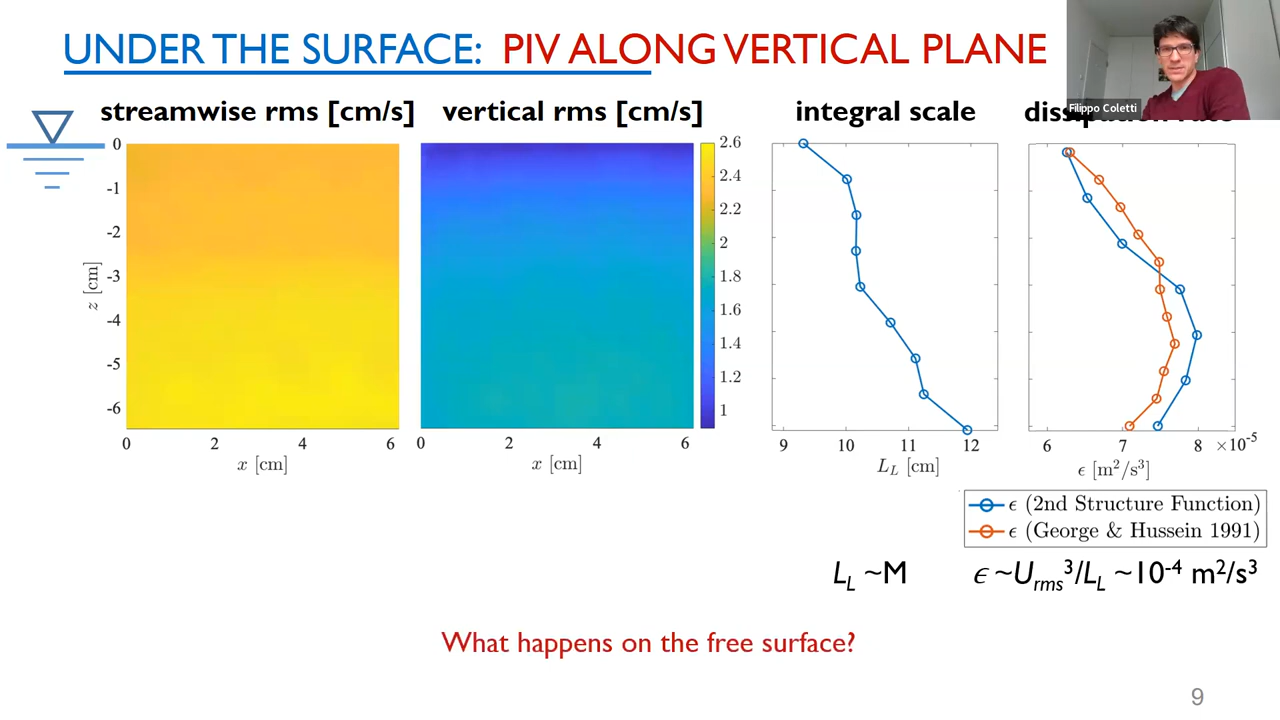 UNDER THE SURFACE: PIV ALONG VERTICAL PLANE
Filippo Coletti
streamwise rms [cm/s]
vertical rms [cm/s]
integral scale
0
-1
-2
-3
-4
-5
-6
z [cm]
0 2 4 6
x [cm]
0 2 4 6
x [cm]
2.6
2.4
2.2
2
1.8
1.6
1.4
1.2
1
9 10 11 12
L_L [cm]
6 7 8 ×10⁻⁵
ϵ [m²/s³]
ϵ (2nd Structure Function)
ϵ (George & Hussein 1991)
L_L ~M
ϵ ~U_rms³/L_L ~10⁻⁴ m²/s³
What happens on the free surface?
9